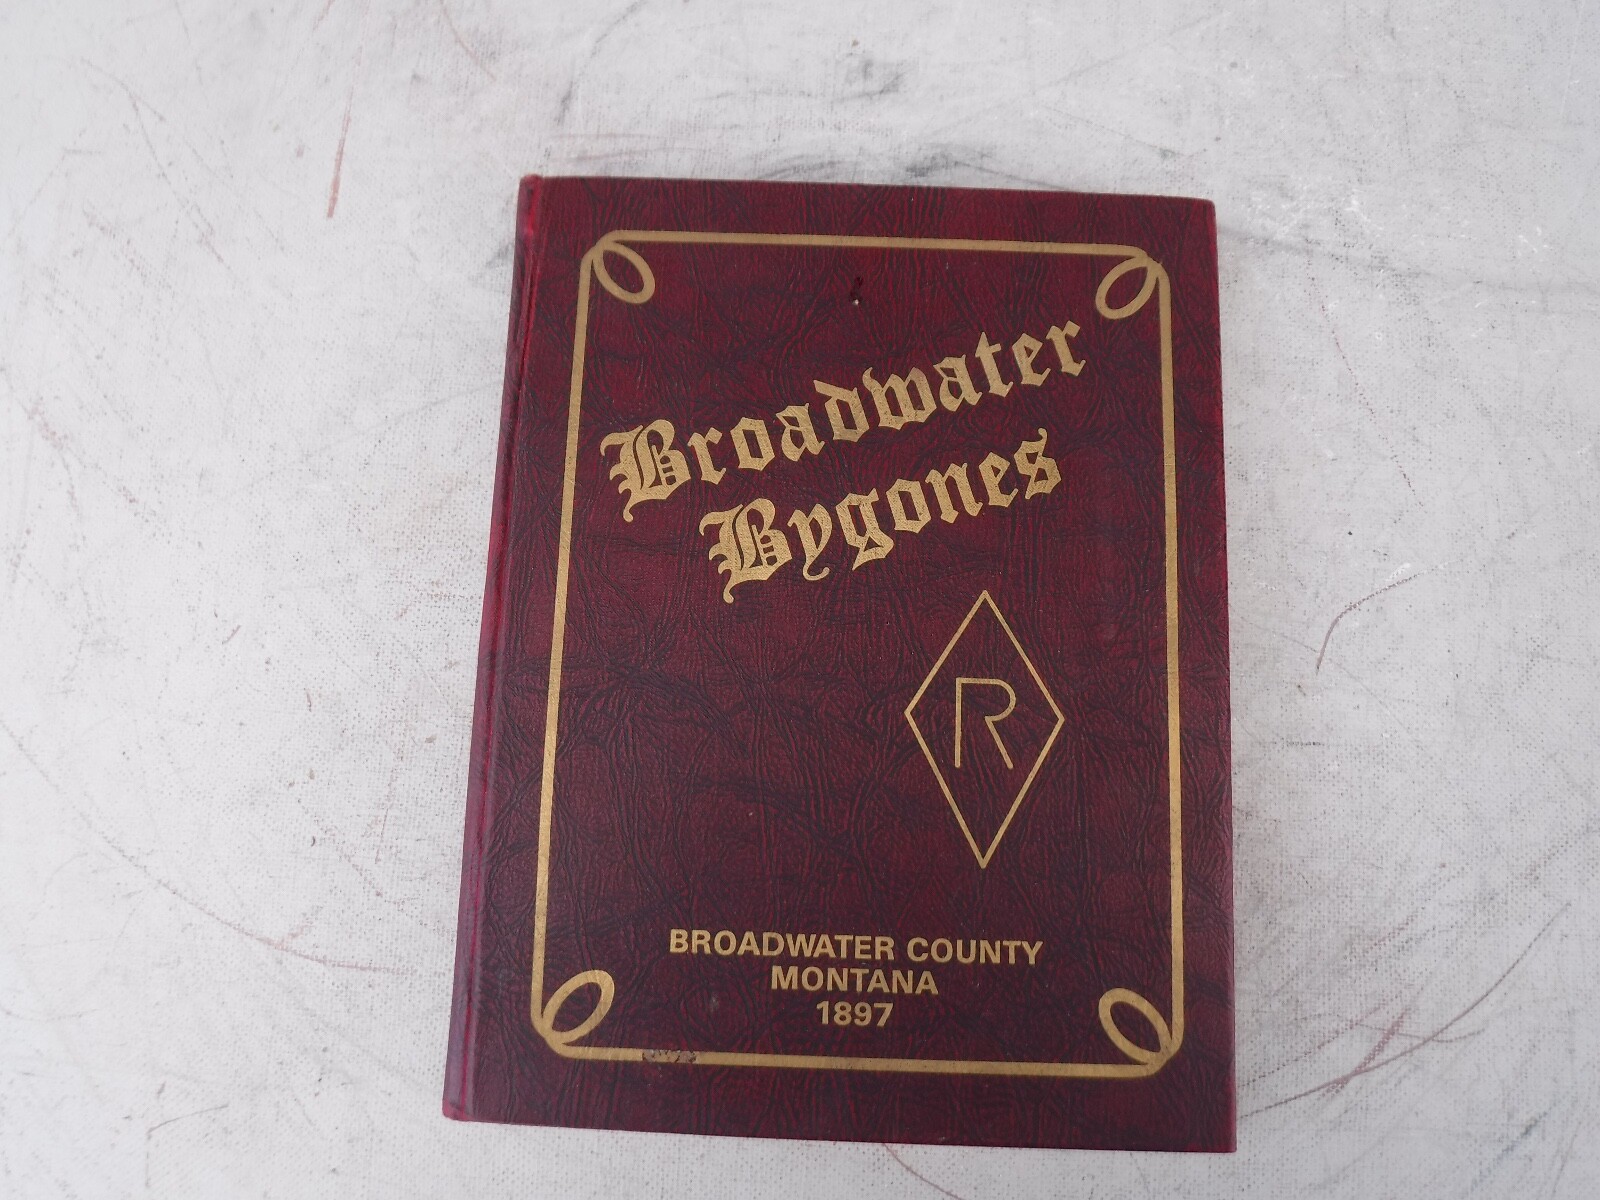 Broadwater
Bygones
R
BROADWATER COUNTY
MONTANA
1897